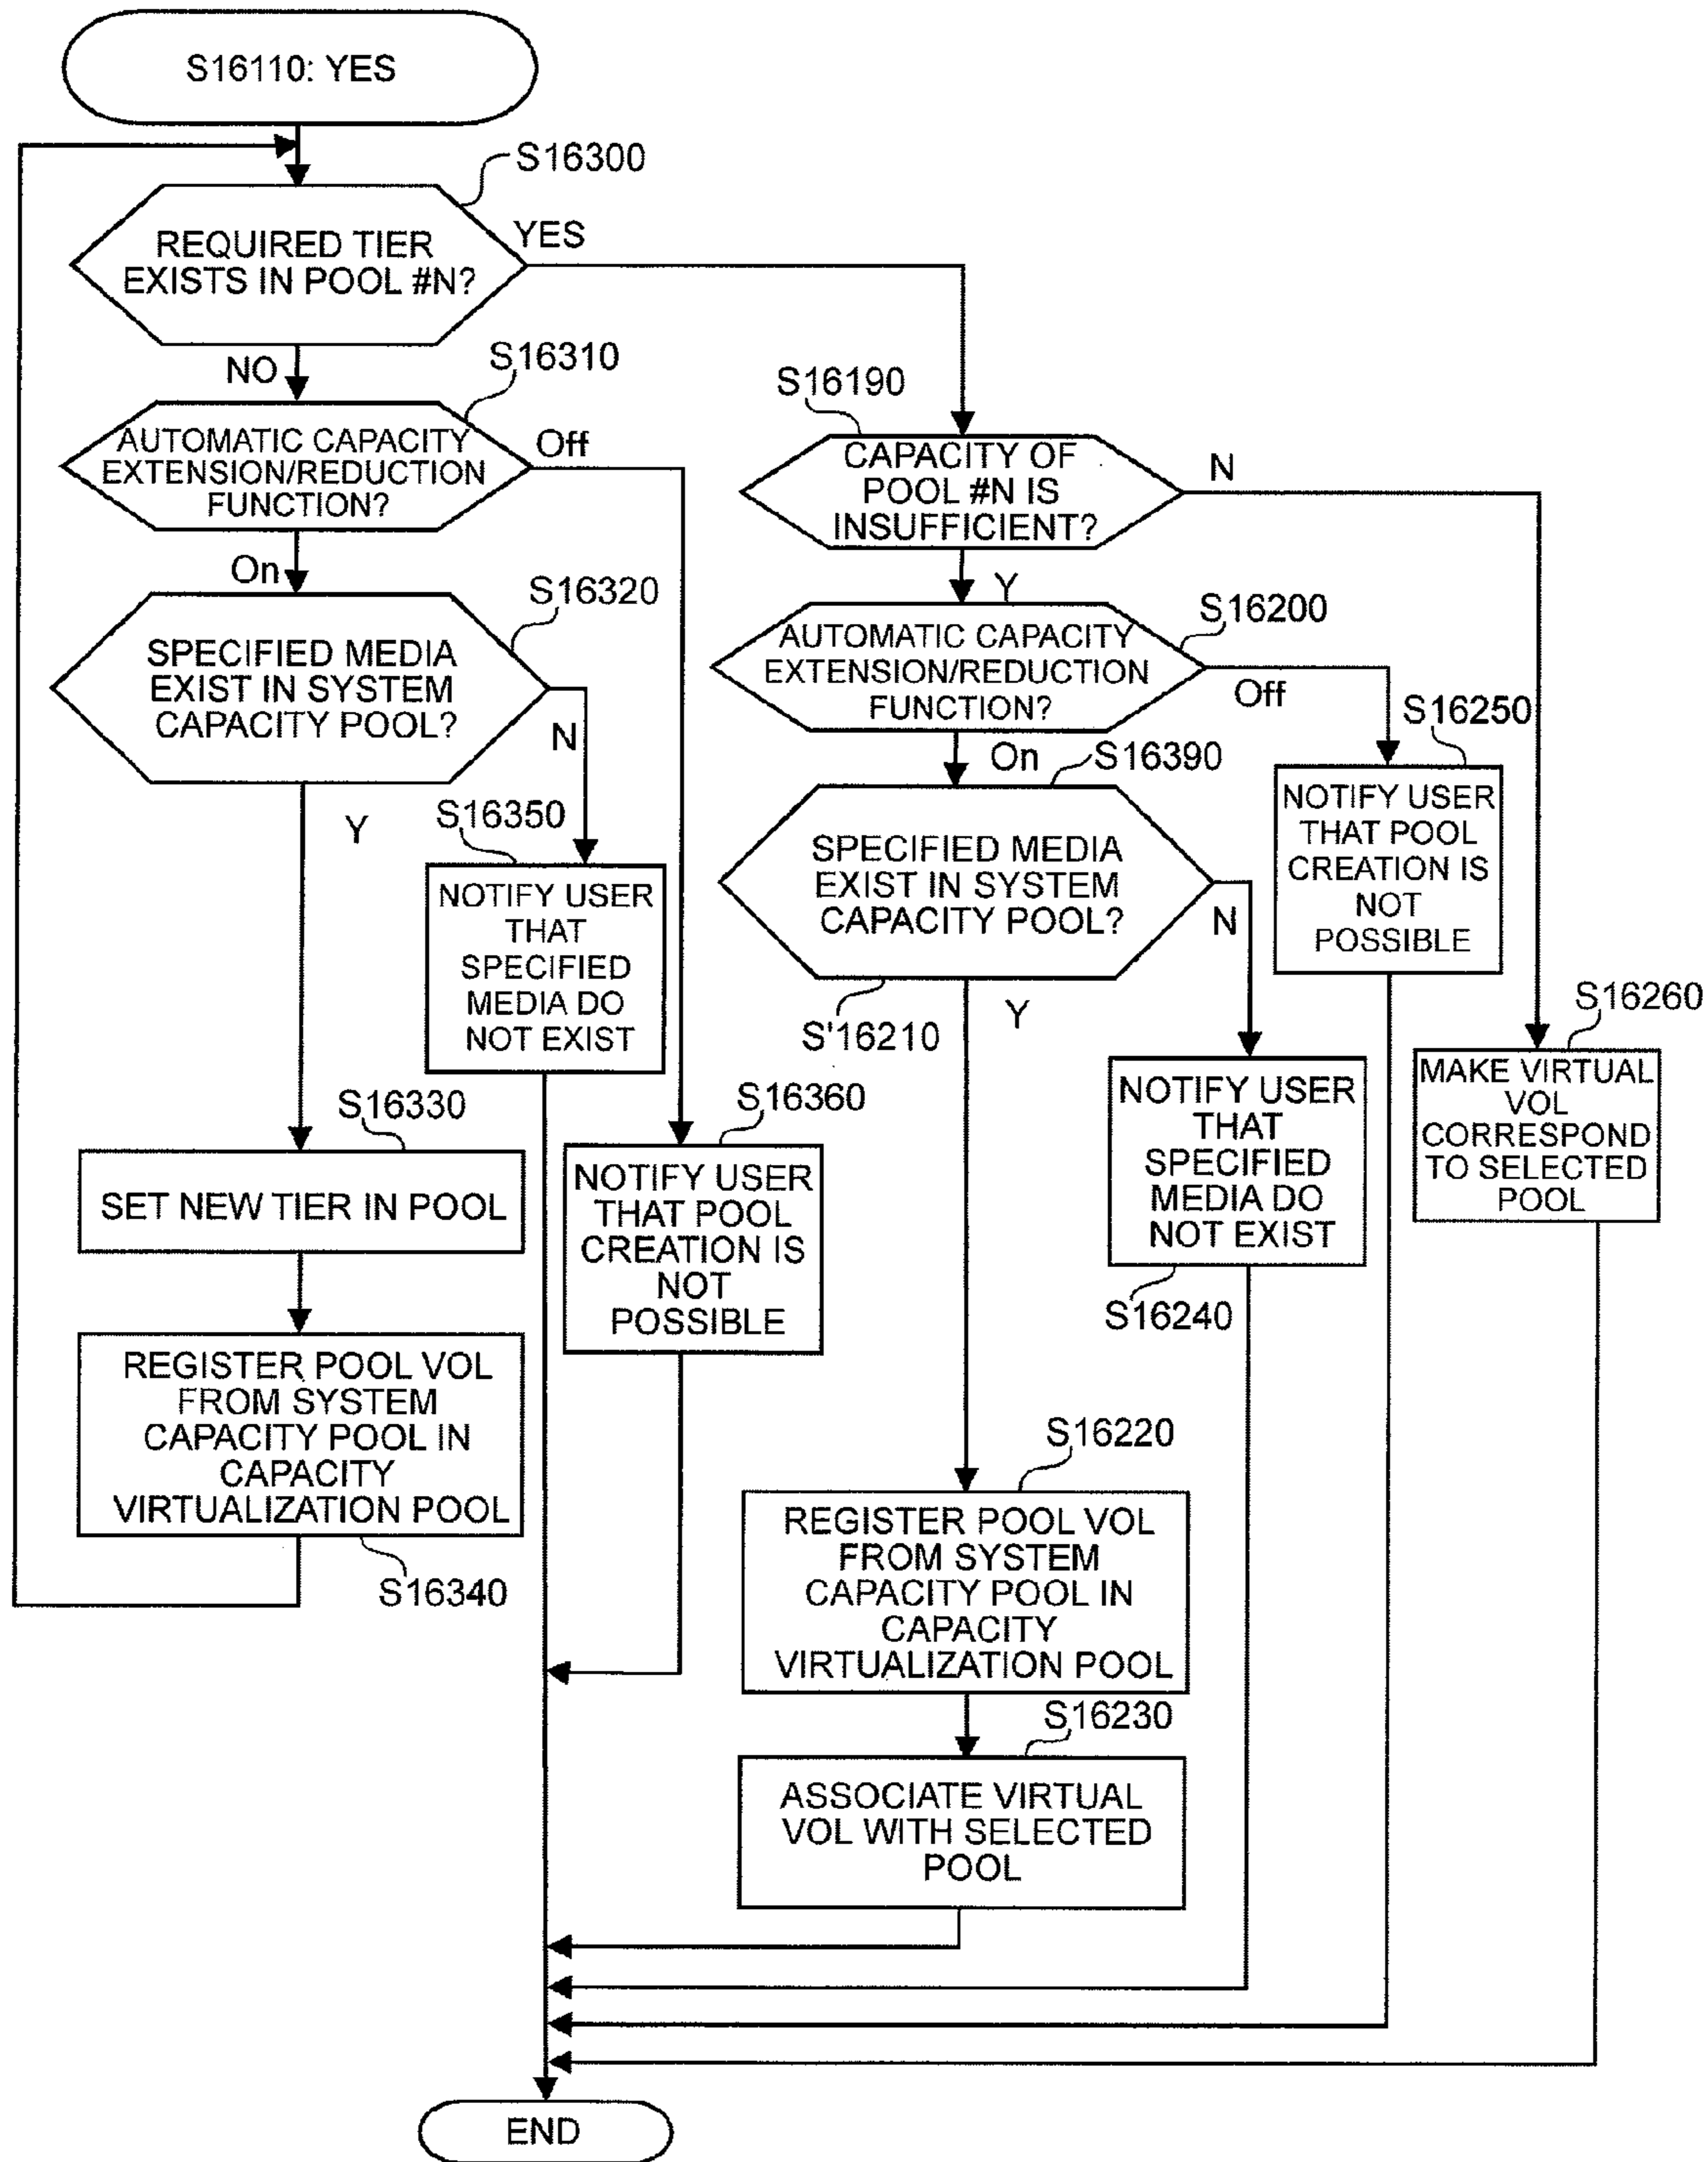 S16110: YES
S16300
REQUIRED TIER
EXISTS IN POOL #N?
YES
NO
S16310
AUTOMATIC CAPACITY
EXTENSION/REDUCTION
FUNCTION?
Off
On
S16320
SPECIFIED MEDIA
EXIST IN SYSTEM
CAPACITY POOL?
N
Y
S16350
NOTIFY USER
THAT
SPECIFIED
MEDIA DO
NOT EXIST
S16330
SET NEW TIER IN POOL
S16360
NOTIFY USER
THAT POOL
CREATION IS
NOT
POSSIBLE
REGISTER POOL VOL
FROM SYSTEM
CAPACITY POOL IN
CAPACITY
VIRTUALIZATION POOL
S16340
S16190
CAPACITY OF
POOL #N IS
INSUFFICIENT?
N
Y
S16200
AUTOMATIC CAPACITY
EXTENSION/REDUCTION
FUNCTION?
Off
On
S16250
NOTIFY USER
THAT POOL
CREATION IS
NOT
POSSIBLE
S16390
SPECIFIED MEDIA
EXIST IN SYSTEM
CAPACITY POOL?
N
S'16210
Y
S16260
MAKE VIRTUAL
VOL
CORRESPOND
TO SELECTED
POOL
NOTIFY USER
THAT
SPECIFIED
MEDIA DO
NOT EXIST
S16240
S16220
REGISTER POOL VOL
FROM SYSTEM
CAPACITY POOL IN
CAPACITY
VIRTUALIZATION POOL
S16230
ASSOCIATE VIRTUAL
VOL WITH SELECTED
POOL
END